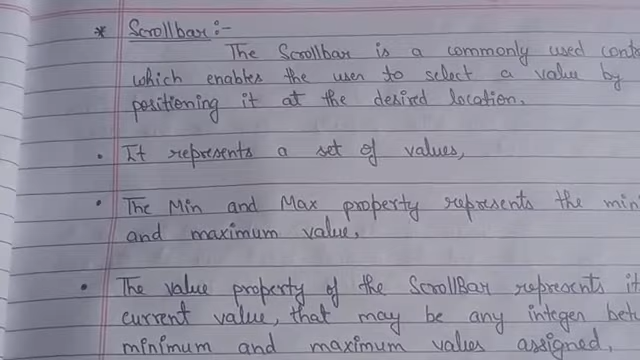 * Scrollbar :-
The Scrollbar is a commonly used
which enables the user to select a value by
positioning it at the desired location.
• It represents a set of values,
• The Min and Max property represents the
and maximum value,
• The value property of the ScrollBar represents
current value, that may be any integer
minimum and maximum values assigned.